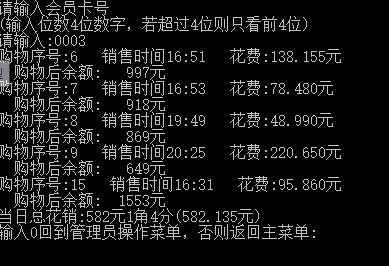 请输入会员卡号
(输入位数4位数字，若超过4位则只看前4位)
请输入:0003
购物序号:6 销售时间16:51 花费:138.155元
购物后余额: 997元
购物序号:7 销售时间16:53 花费:78.480元
购物后余额: 918元
购物序号:8 销售时间19:49 花费:48.990元
购物后余额: 869元
购物序号:9 销售时间20:25 花费:220.650元
购物后余额: 649元
购物序号:15 销售时间16:31 花费:95.860元
购物后余额: 1553元
当日总花销:582元1角4分(582.135元)
输入0回到管理员操作菜单，否则返回主菜单: